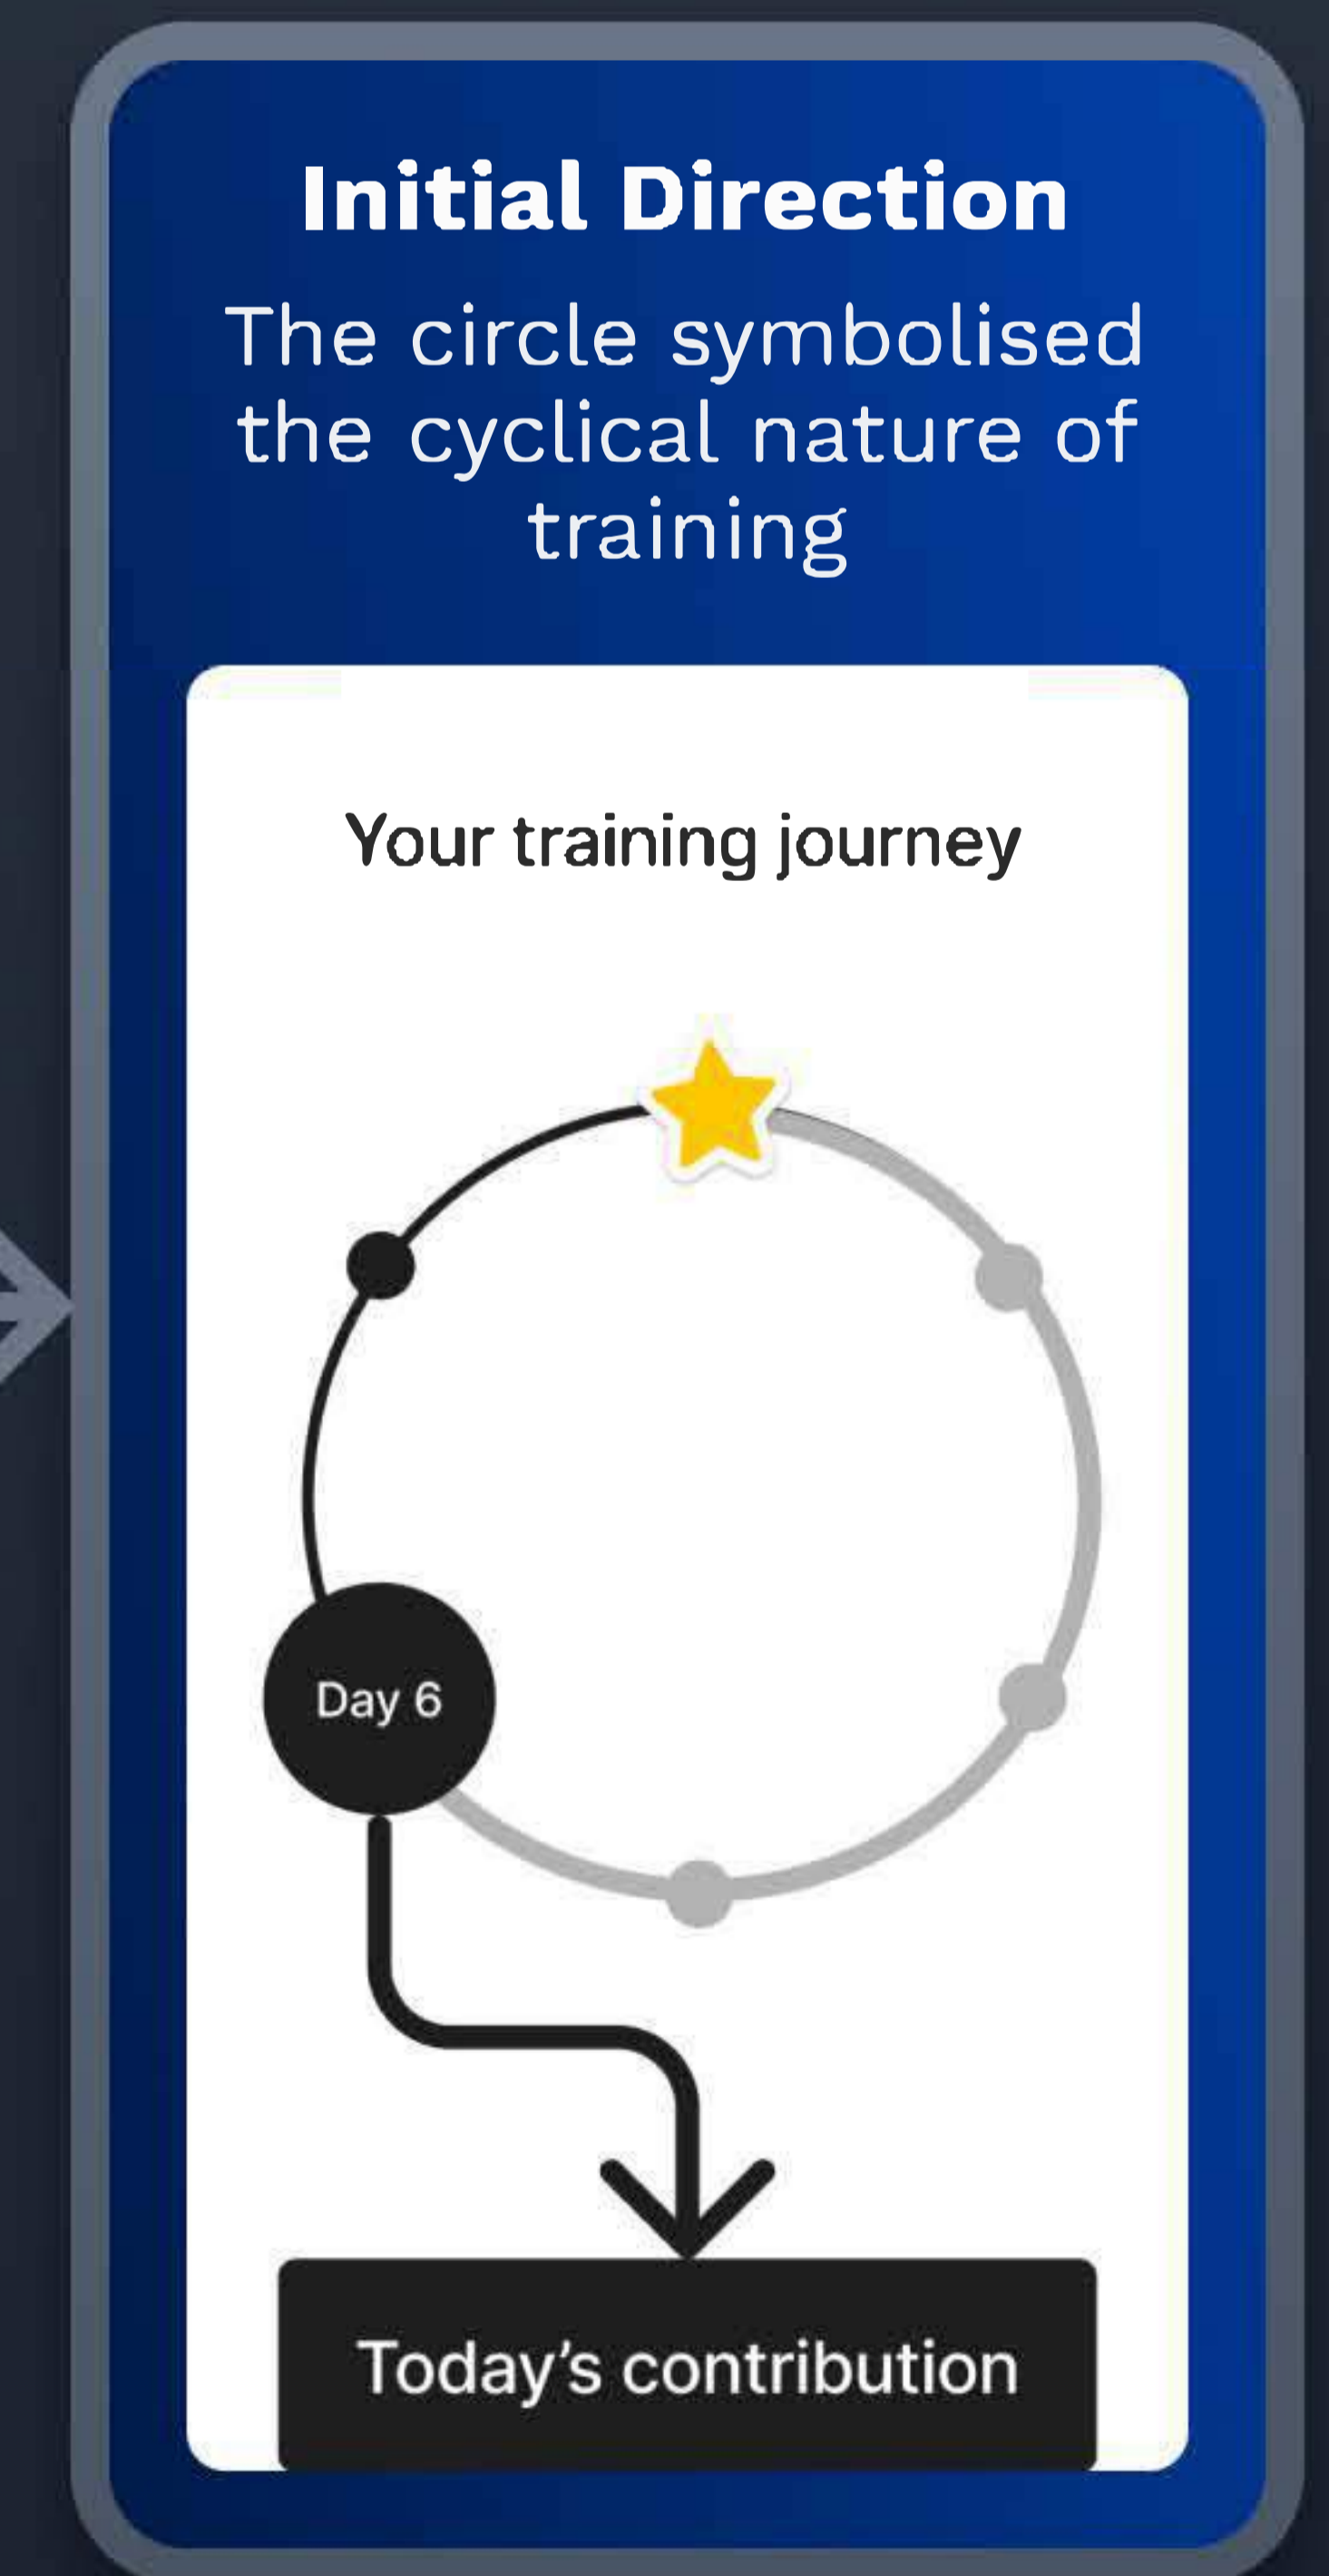 Initial Direction
The circle symbolised
the cyclical nature of
training
Your training journey
Day 6
Today’s contribution